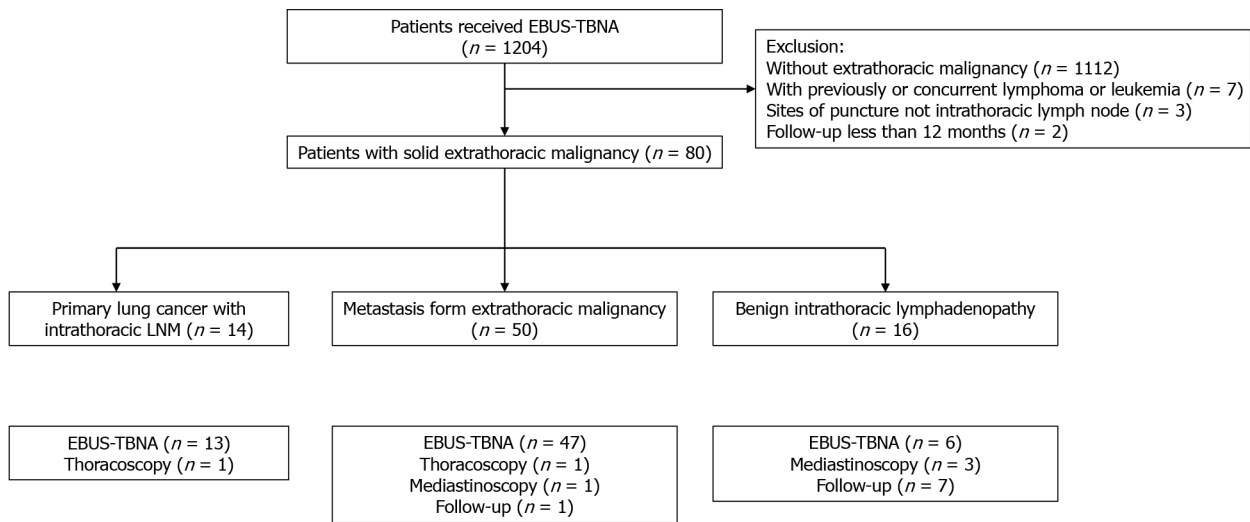 Patients received EBUS-TBNA
(n = 1204)
Exclusion:
Without extrathoracic malignancy (n = 1112)
With previously or concurrent lymphoma or leukemia (n = 7)
Sites of puncture not intrathoracic lymph node (n = 3)
Follow-up less than 12 months (n = 2)
Patients with solid extrathoracic malignancy (n = 80)
Primary lung cancer with
intrathoracic LNM (n = 14)
Metastasis form extrathoracic malignancy
(n = 50)
Benign intrathoracic lymphadenopathy
(n = 16)
EBUS-TBNA (n = 13)
Thoracoscopy (n = 1)
EBUS-TBNA (n = 47)
Thoracoscopy (n = 1)
Mediastinoscopy (n = 1)
Follow-up (n = 1)
EBUS-TBNA (n = 6)
Mediastinoscopy (n = 3)
Follow-up (n = 7)